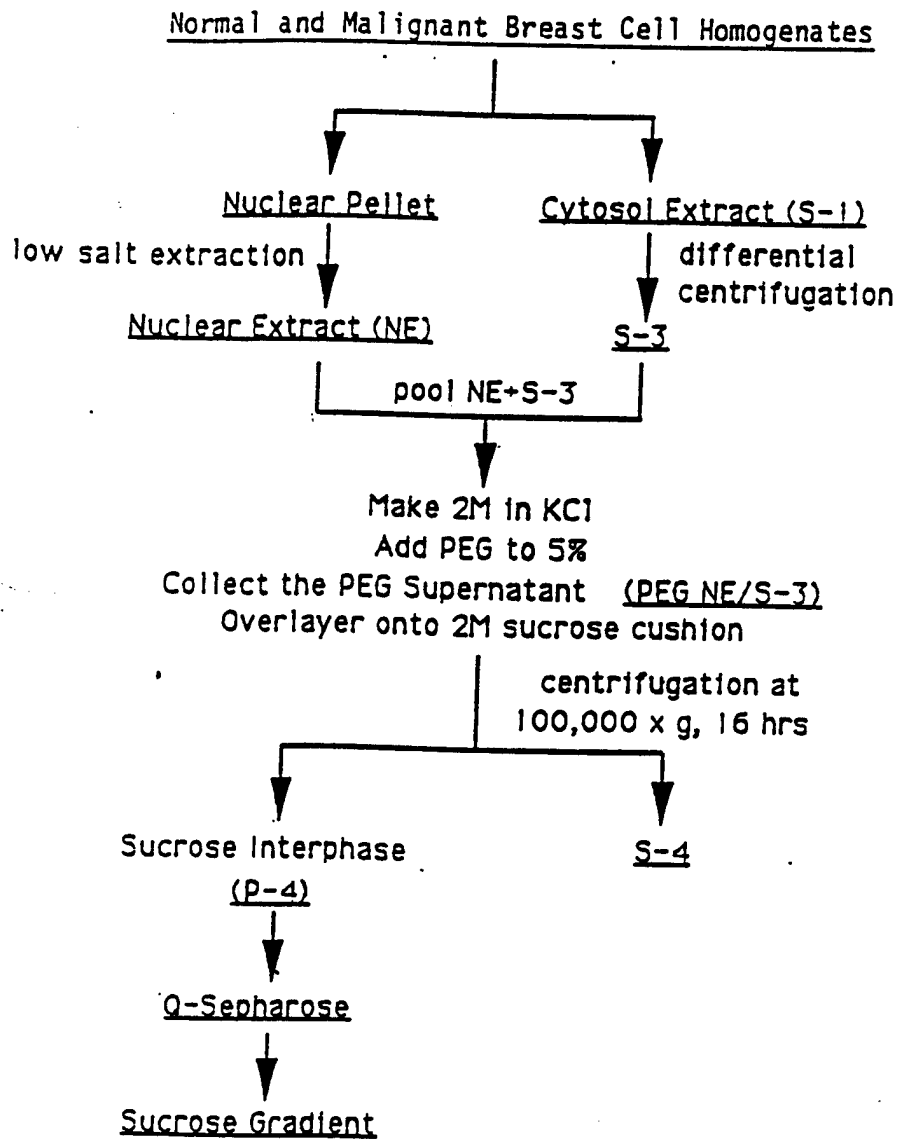 Normal and Malignant Breast Cell Homogenates
Nuclear Pellet
Cytosol Extract (S-1)
low salt extraction
differential
centrifugation
Nuclear Extract (NE)
S-3
pool NE+S-3
Make 2M in KCl
Add PEG to 5%
Collect the PEG Supernatant (PEG NE/S-3)
Overlayer onto 2M sucrose cushion
centrifugation at
100,000 x g, 16 hrs
Sucrose Interphase
(P-4)
S-4
Q-Sepharose
Sucrose Gradient